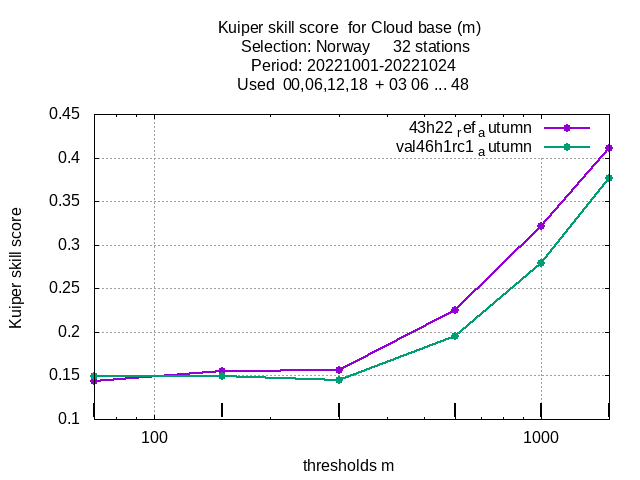 Kuiper skill score  for Cloud base (m)
Selection: Norway     32 stations
Period: 20221001-20221024
Used  00,06,12,18  + 03 06 ... 48
43h22 ref autumn
val46h1rc1 autumn
0.45
0.4
0.35
0.3
0.25
0.2
0.15
0.1
Kuiper skill score
100
1000
thresholds m